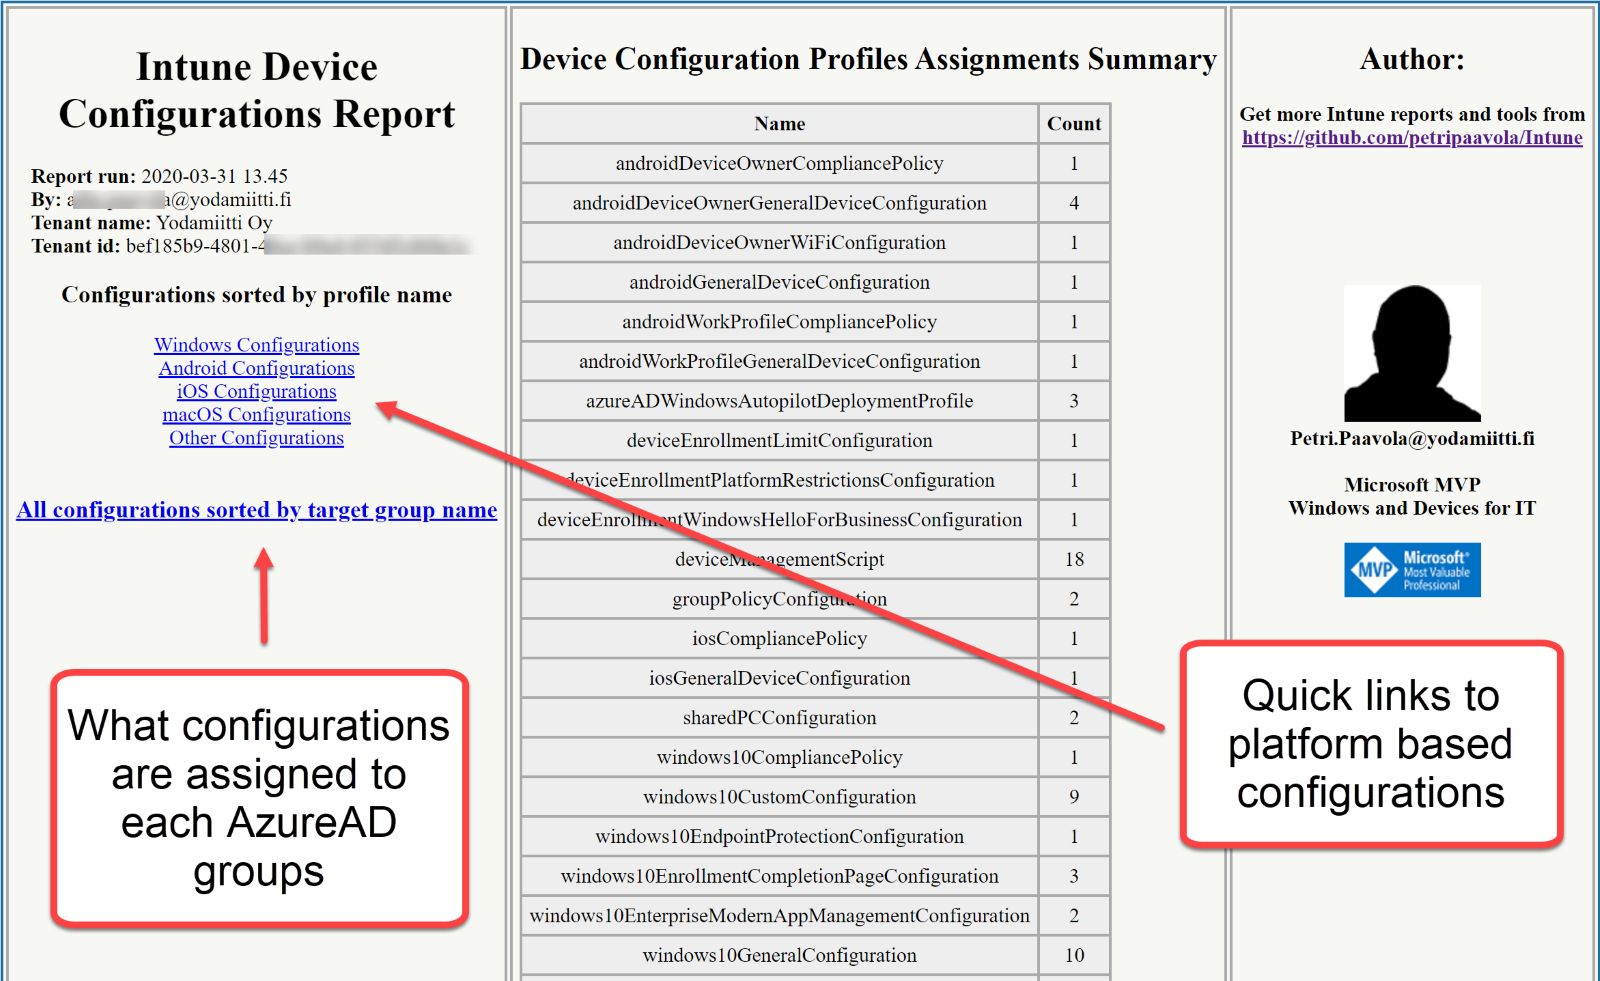 Intune Device
Configurations Report
Report run: 2020-03-31 13.45
By: a@yodamiitti.fi
Tenant name: Yodamiitti Oy
Tenant id: bef185b9-4801-4
Configurations sorted by profile name
Windows Configurations
Android Configurations
iOS Configurations
macOS Configurations
Other Configurations
All configurations sorted by target group name
What configurations
are assigned to
each AzureAD
groups
Device Configuration Profiles Assignments Summary
Name Count
androidDeviceOwnerCompliancePolicy 1
androidDeviceOwnerGeneralDeviceConfiguration 4
androidDeviceOwnerWiFiConfiguration 1
androidGeneralDeviceConfiguration 1
androidWorkProfileCompliancePolicy 1
androidWorkProfileGeneralDeviceConfiguration 1
azureADWindowsAutopilotDeploymentProfile 3
deviceEnrollmentLimitConfiguration 1
deviceEnrollmentPlatformRestrictionsConfiguration 1
deviceEnrollmentWindowsHelloForBusinessConfiguration 1
deviceManagementScript 18
groupPolicyConfiguration 2
iosCompliancePolicy 1
iosGeneralDeviceConfiguration 1
sharedPCConfiguration 2
windows10CompliancePolicy 1
windows10CustomConfiguration 9
windows10EndpointProtectionConfiguration 1
windows10EnrollmentCompletionPageConfiguration 3
windows10EnterpriseModernAppManagementConfiguration 2
windows10GeneralConfiguration 10
Author:
Get more Intune reports and tools from
https://github.com/petripaavola/Intune
Petri.Paavola@yodamiitti.fi
Microsoft MVP
Windows and Devices for IT
MVP
Microsoft®
Most Valuable
Professional
Quick links to
platform based
configurations